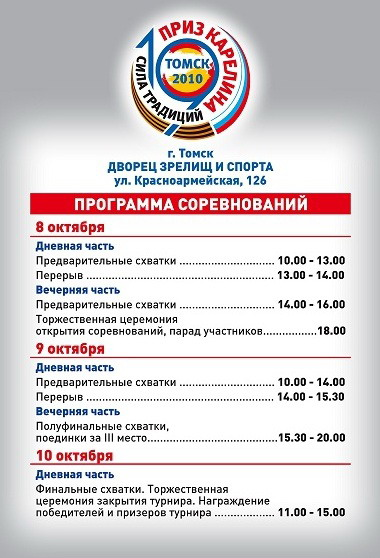 ПРИЗ КАРЕЛИНА
ТОМСК
2010
СИЛА ТРАДИЦИЙ
г. Томск
ДВОРЕЦ ЗРЕЛИЩ И СПОРТА
ул. Красноармейская, 126
ПРОГРАММА СОРЕВНОВАНИЙ
8 октября
Дневная часть
Предварительные схватки ........................ 10.00 - 13.00
Перерыв ................................................ 13.00 - 14.00
Вечерняя часть
Предварительные схватки ........................ 14.00 - 16.00
Торжественная церемония
открытия соревнований, парад участников..............18.00
9 октября
Дневная часть
Предварительные схватки ........................ 10.00 - 14.00
Перерыв ................................................ 14.00 - 15.30
Вечерняя часть
Полуфинальные схватки,
поединки за III место............................15.30 - 20.00
10 октября
Дневная часть
Финальные схватки. Торжественная
церемония закрытия турнира. Награждение
победителей и призеров турнира .............. 11.00 - 15.00